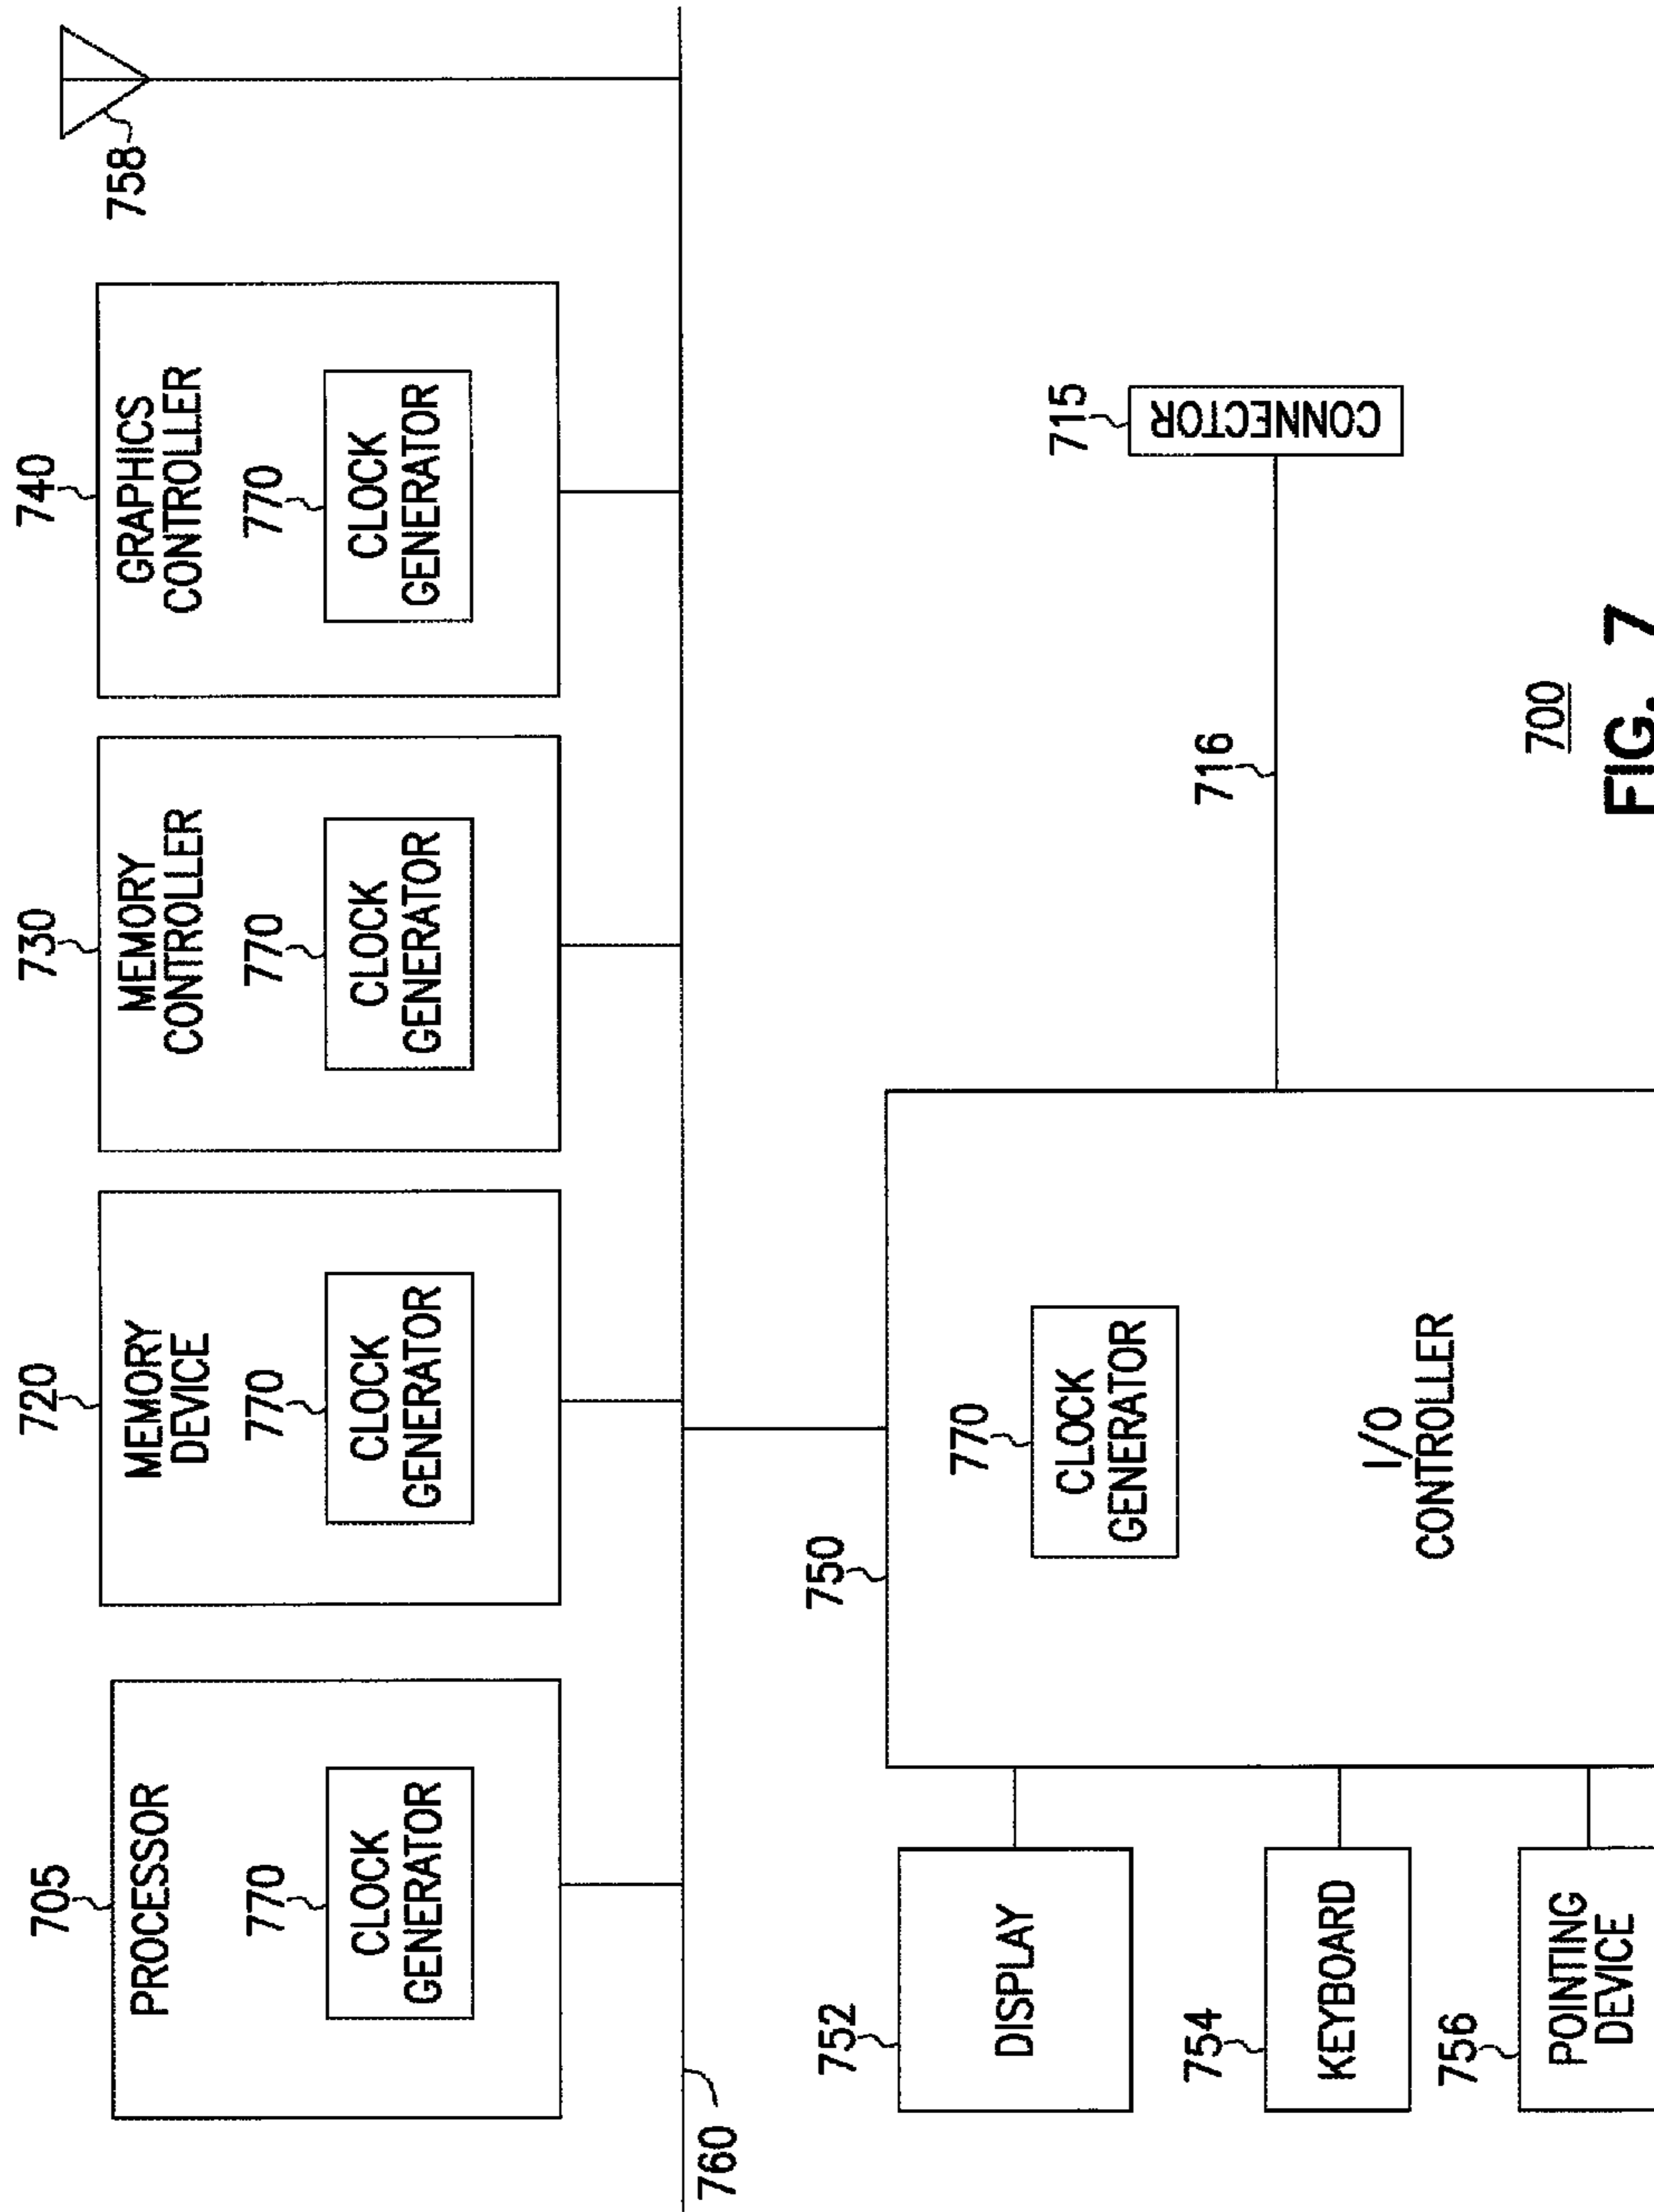 705
PROCESSOR
770
CLOCK
GENERATOR
720
MEMORY
DEVICE
770
CLOCK
GENERATOR
730
MEMORY
CONTROLLER
770
CLOCK
GENERATOR
740
GRAPHICS
CONTROLLER
770
CLOCK
GENERATOR
758
760
752
DISPLAY
754
KEYBOARD
756
POINTING
DEVICE
750
770
CLOCK
GENERATOR
I/O
CONTROLLER
716
715
CONNECTOR
700
FIG. 7